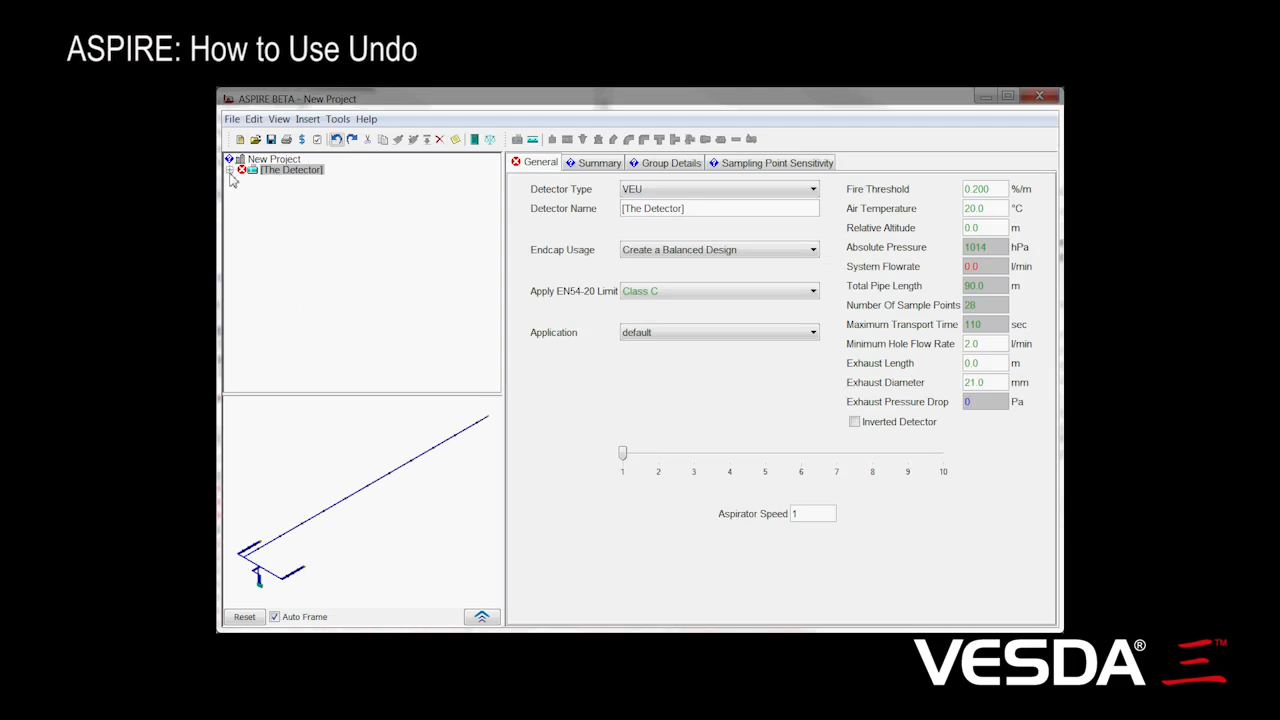 ASPIRE: How to Use Undo
ASPIRE BETA - New Project
File Edit View Insert Tools Help
New Project
[The Detector]
General Summary Group Details Sampling Point Sensitivity
Detector Type VEU Fire Threshold 0.200 %/m
Detector Name [The Detector] Air Temperature 20.0 °C
Relative Altitude 0.0 m
Endcap Usage Create a Balanced Design Absolute Pressure 1014 hPa
System Flowrate 0.0 l/min
Apply EN54-20 Limit Class C Total Pipe Length 90.0 m
Number Of Sample Points 28
Application default Maximum Transport Time 110 sec
Minimum Hole Flow Rate 2.0 l/min
Exhaust Length 0.0 m
Exhaust Diameter 21.0 mm
Exhaust Pressure Drop 0 Pa
Inverted Detector
1 2 3 4 5 6 7 8 9 10
Aspirator Speed 1
Reset Auto Frame
VESDA® ™